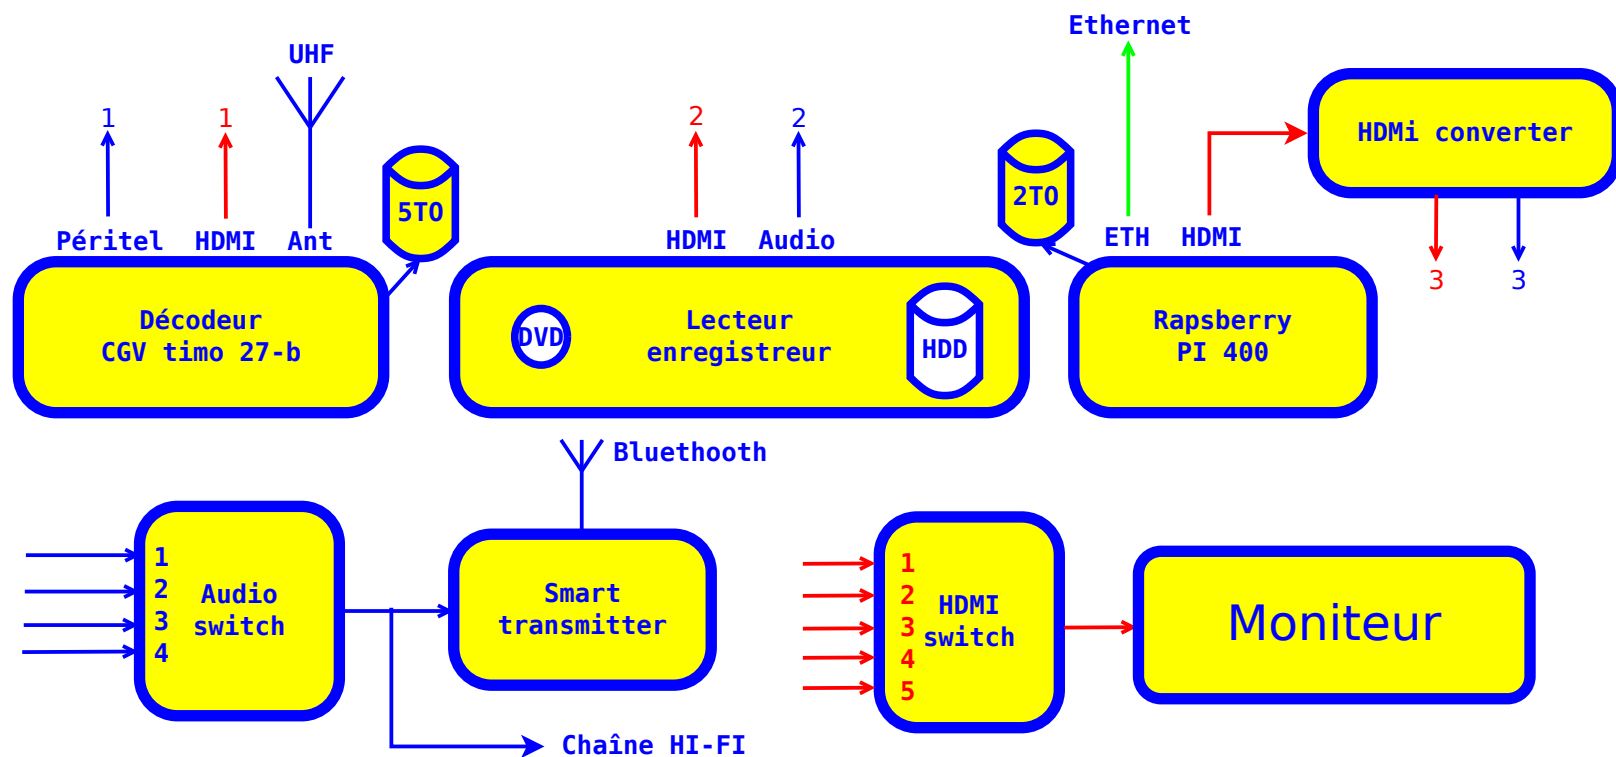 Ethernet
UHF
1
1
2
2
HDMi converter
5TO
2TO
Péritel HDMI Ant
HDMI Audio
ETH HDMI
3
3
Décodeur
CGV timo 27-b
DVD
Lecteur
enregistreur
HDD
Rapsberry
PI 400
Bluethooth
1
2
3
4
Audio
switch
Smart
transmitter
1
2
3
4
5
HDMI
switch
Moniteur
Chaîne HI-FI